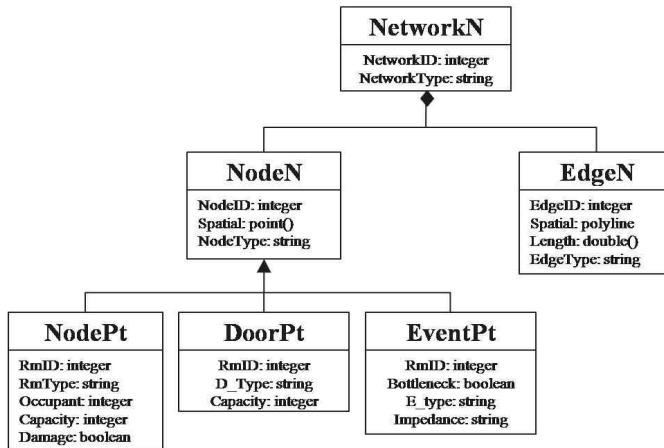 NetworkN
NetworkID: integer
NetworkType: string
NodeN
NodeID: integer
Spatial: point()
NodeType: string
EdgeN
EdgeID: integer
Spatial: polyline
Length: double()
EdgeType: string
NodePt
RmID: integer
RmType: string
Occupant: integer
Capacity: integer
Damage: boolean
DoorPt
RmID: integer
D_Type: string
Capacity: integer
EventPt
RmID: integer
Bottleneck: boolean
E_type: string
Impedance: string